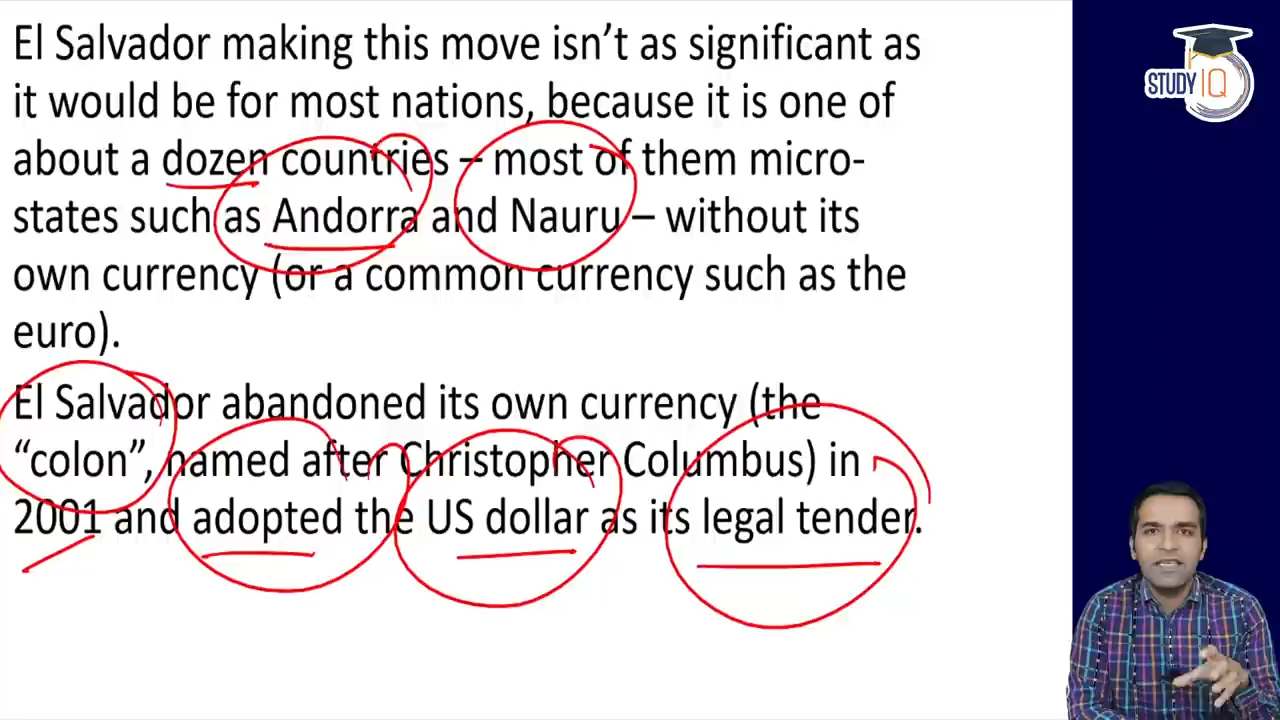 El Salvador making this move isn’t as significant as
it would be for most nations, because it is one of
about a dozen countries – most of them micro-
states such as Andorra and Nauru – without its
own currency (or a common currency such as the
euro).
El Salvador abandoned its own currency (the
“colon”, named after Christopher Columbus) in
2001 and adopted the US dollar as its legal tender.
STUDY IQ